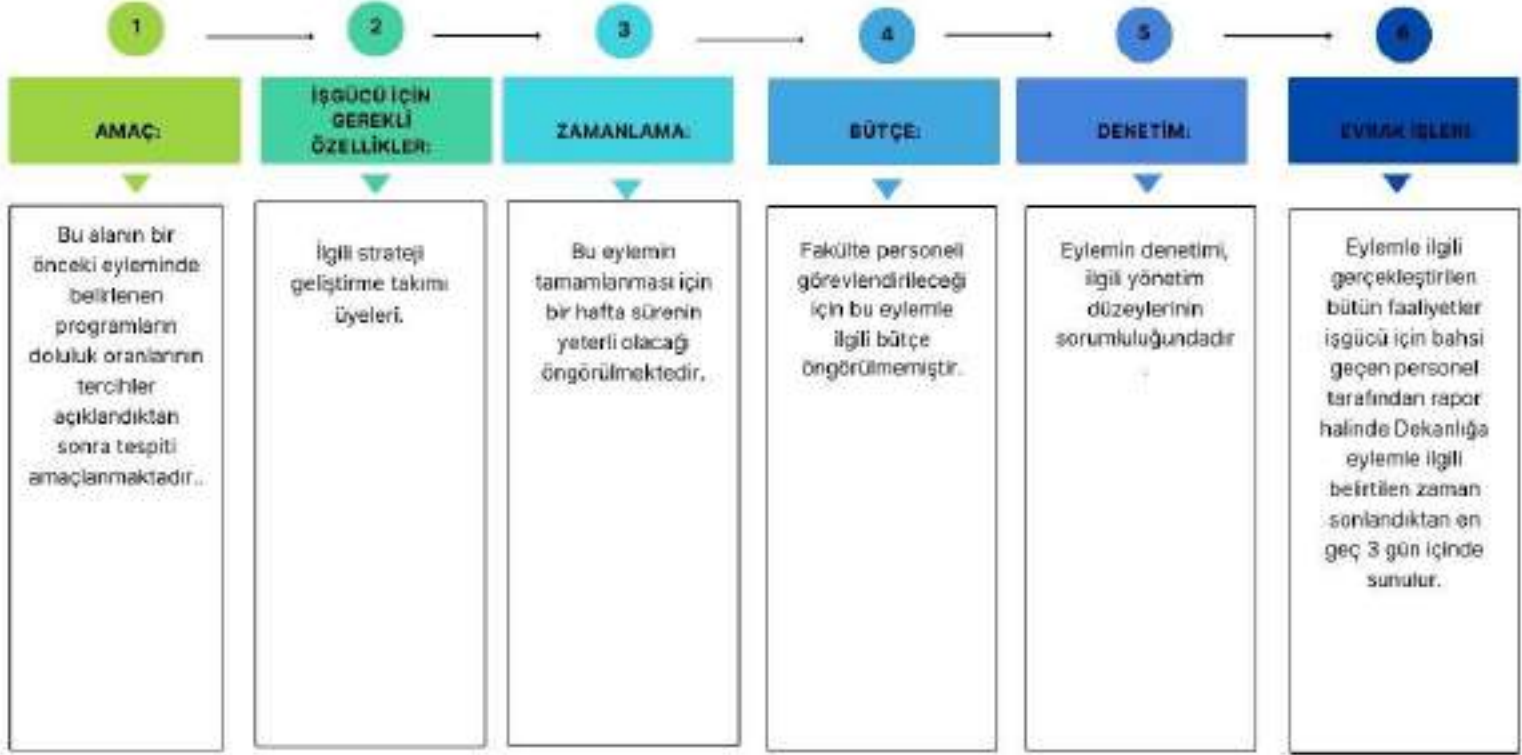 1
2
3
4
5
6
AMAÇ:
İŞGÜCÜ İÇİN
GEREKLİ
ÖZELLİKLER:
ZAMANLAMA:
BÜTÇE:
DENETİM:
EVRAK İŞLERİ:
Bu alanın bir
önceki eyleminde
belirlenen
programların
doluluk oranlarının
tercihler
açıklandıktan
sonra tespiti
amaçlanmaktadır..
İlgili strateji
geliştirme takımı
üyeleri.
Bu eylemin
tamamlanması için
bir hafta sürenin
yeterli olacağı
öngörülmektedir.
Fakülte personeli
görevlendirileceği
için bu eylemle
ilgili bütçe
öngörülmemiştir.
Eylemin denetimi,
ilgili yönetim
düzeylerinin
sorumluluğundadır
.
Eylemle ilgili
gerçekleştirilen
bütün faaliyetler
işgücü için bahsi
geçen personel
tarafından rapor
halinde Dekanlığa
eylemle ilgili
belirtilen zaman
sonlandıktan en
geç 3 gün içinde
sunulur.